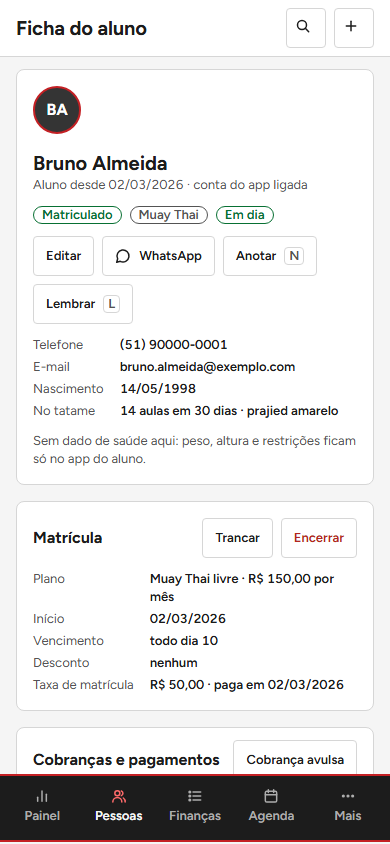 Ficha do aluno
BA
Bruno Almeida
Aluno desde 02/03/2026 · conta do app ligada
Matriculado Muay Thai Em dia
Editar WhatsApp Anotar N
Lembrar L
Telefone (51) 90000-0001
E-mail bruno.almeida@exemplo.com
Nascimento 14/05/1998
No tatame 14 aulas em 30 dias · prajied amarelo
Sem dado de saúde aqui: peso, altura e restrições ficam
só no app do aluno.
Matrícula Trancar Encerrar
Plano Muay Thai livre · R$ 150,00 por
mês
Início 02/03/2026
Vencimento todo dia 10
Desconto nenhum
Taxa de matrícula R$ 50,00 · paga em 02/03/2026
Cobranças e pagamentos Cobrança avulsa
Painel Pessoas Finanças Agenda Mais